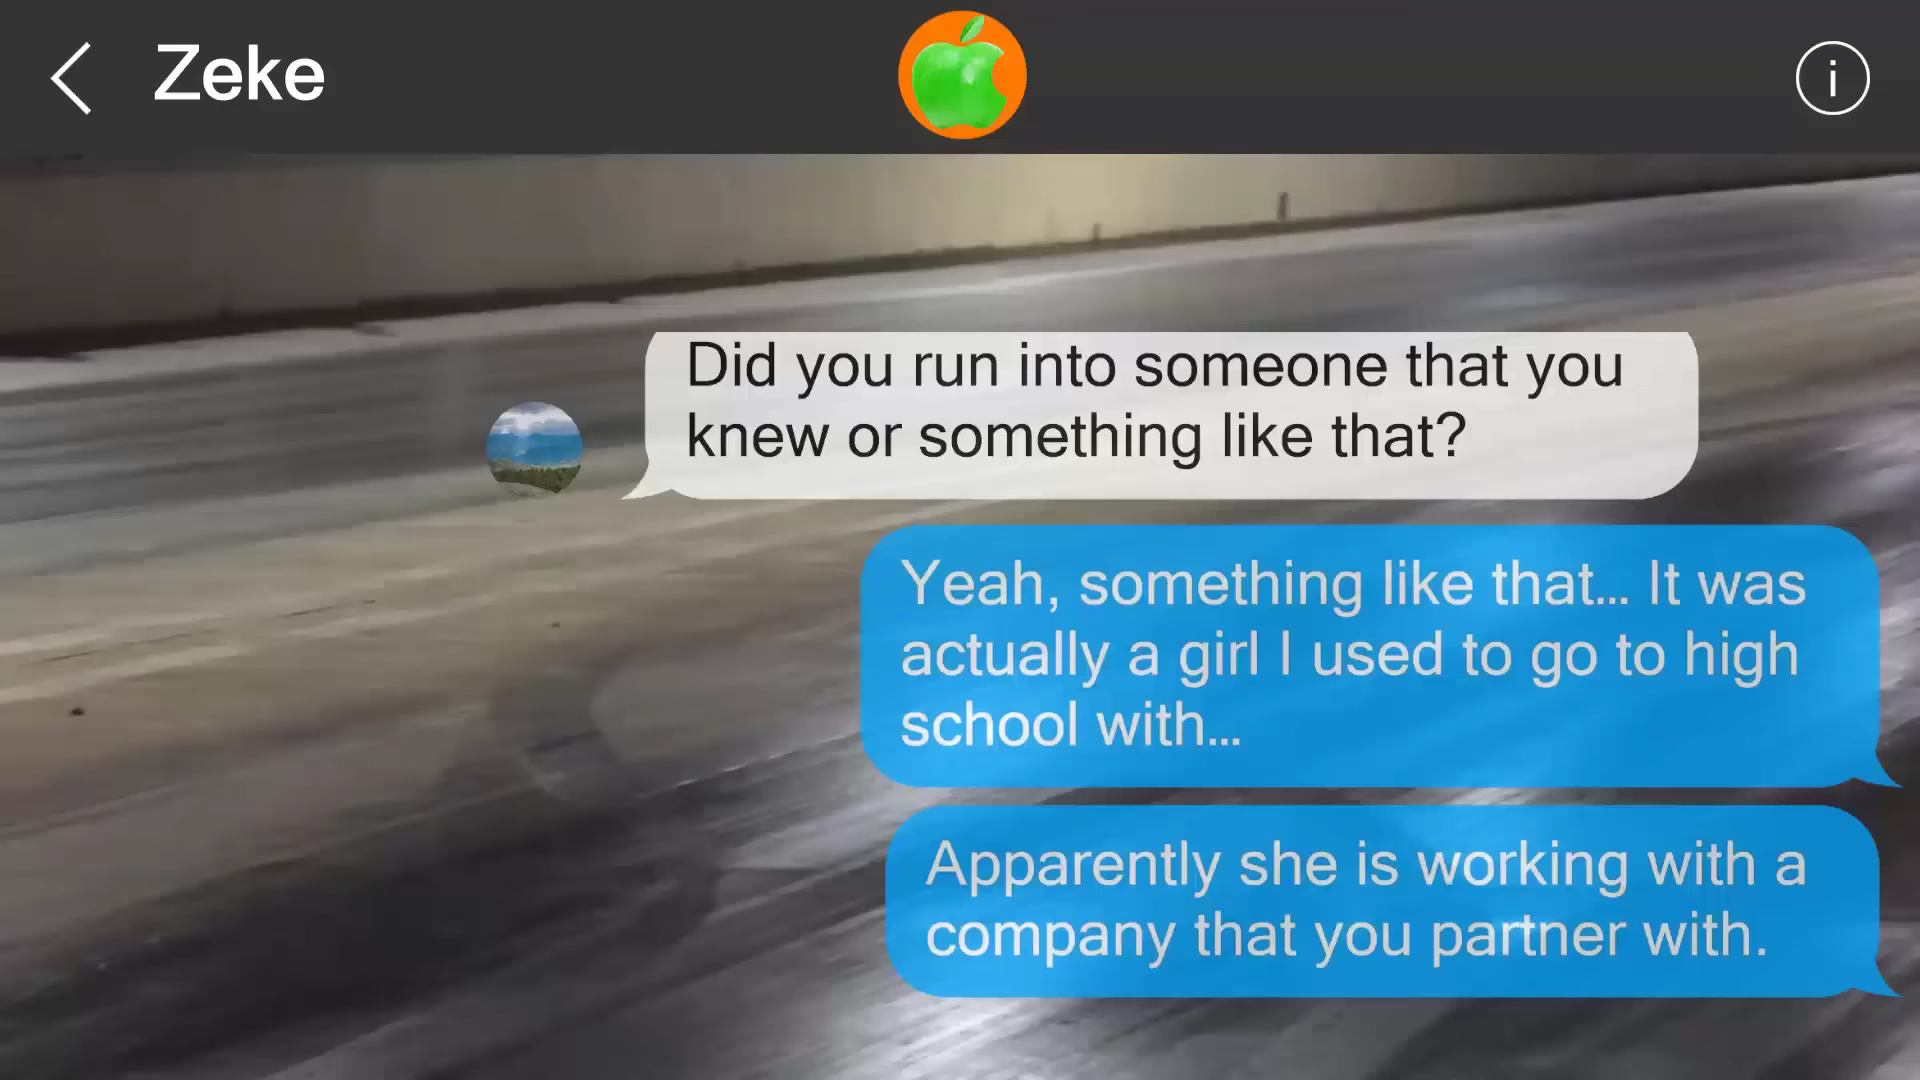 Zeke
i
Did you run into someone that you
knew or something like that?
Yeah, something like that... It was
actually a girl I used to go to high
school with...
Apparently she is working with a
company that you partner with.